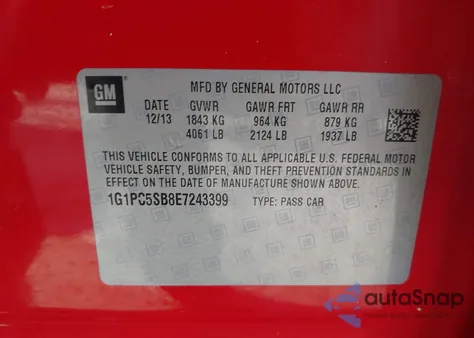 GM
MFD BY GENERAL MOTORS LLC
DATE GVWR GAWR FRT GAWR RR
12/13 1843 KG 964 KG 879 KG
4061 LB 2124 LB 1937 LB
THIS VEHICLE CONFORMS TO ALL APPLICABLE U.S. FEDERAL MOTOR
VEHICLE SAFETY, BUMPER, AND THEFT PREVENTION STANDARDS IN
EFFECT ON THE DATE OF MANUFACTURE SHOWN ABOVE.
1G1PC5SB8E7243399 TYPE: PASS CAR
autoSnap